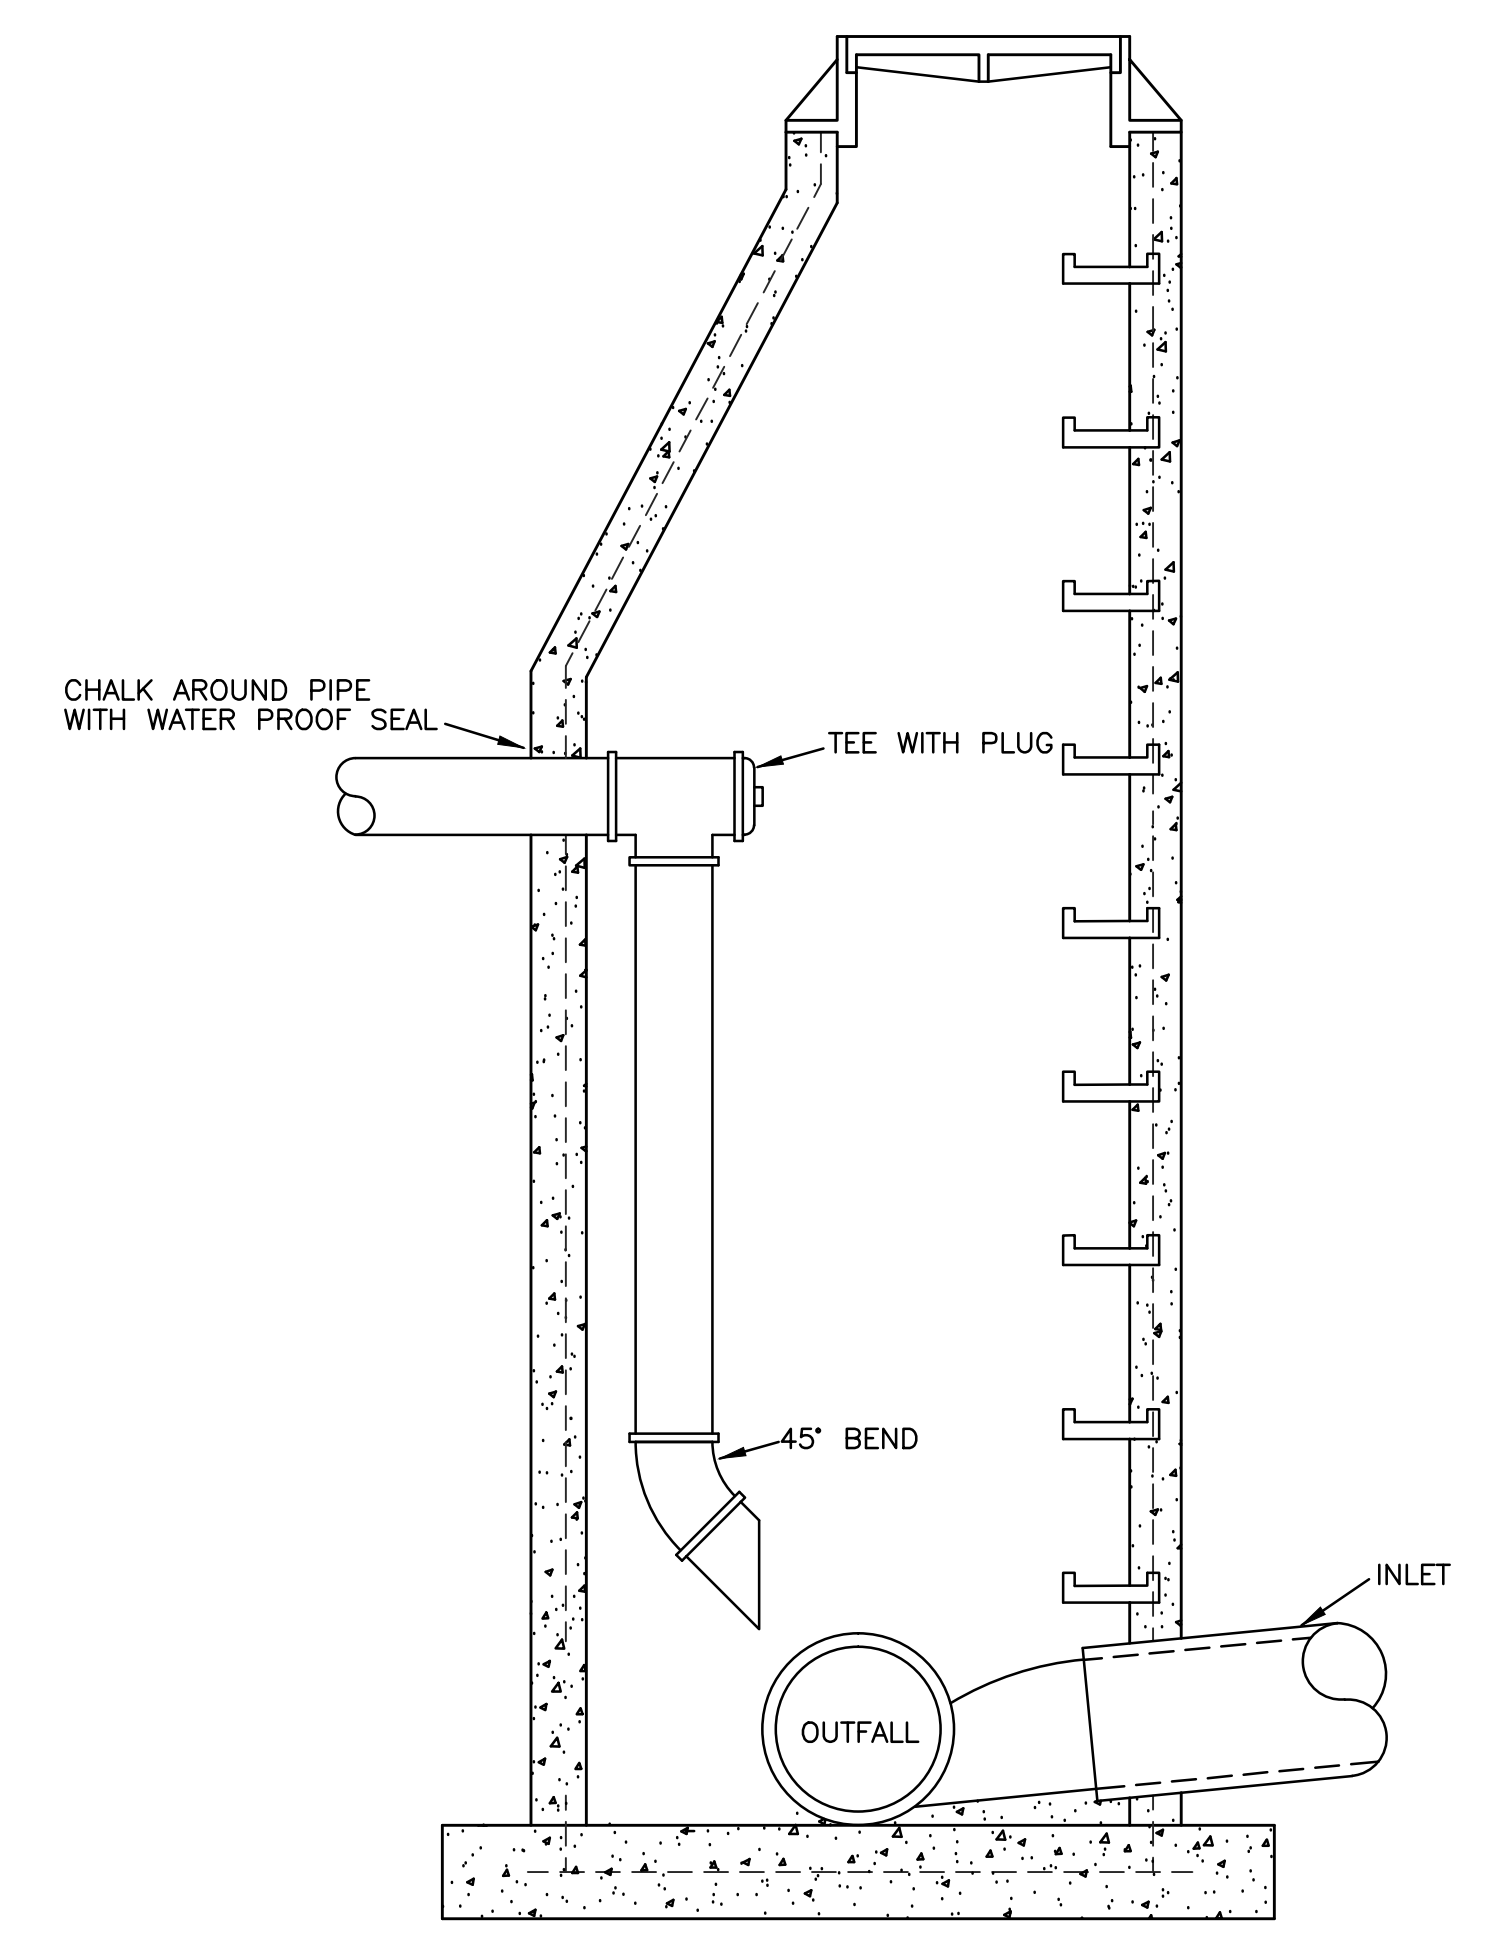 CHALK AROUND PIPE
WITH WATER PROOF SEAL
TEE WITH PLUG
45° BEND
INLET
OUTFALL